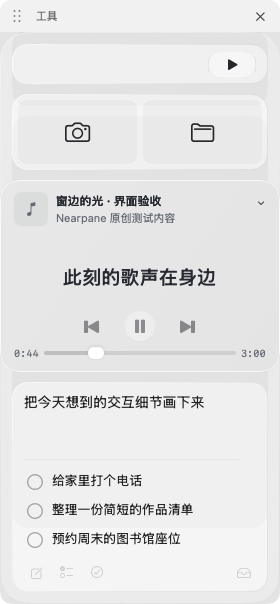 工具
窗边的光 · 界面验收
Nearpane 原创测试内容
此刻的歌声在身边
0:44
3:00
把今天想到的交互细节画下来
给家里打个电话
整理一份简短的作品清单
预约周末的图书馆座位